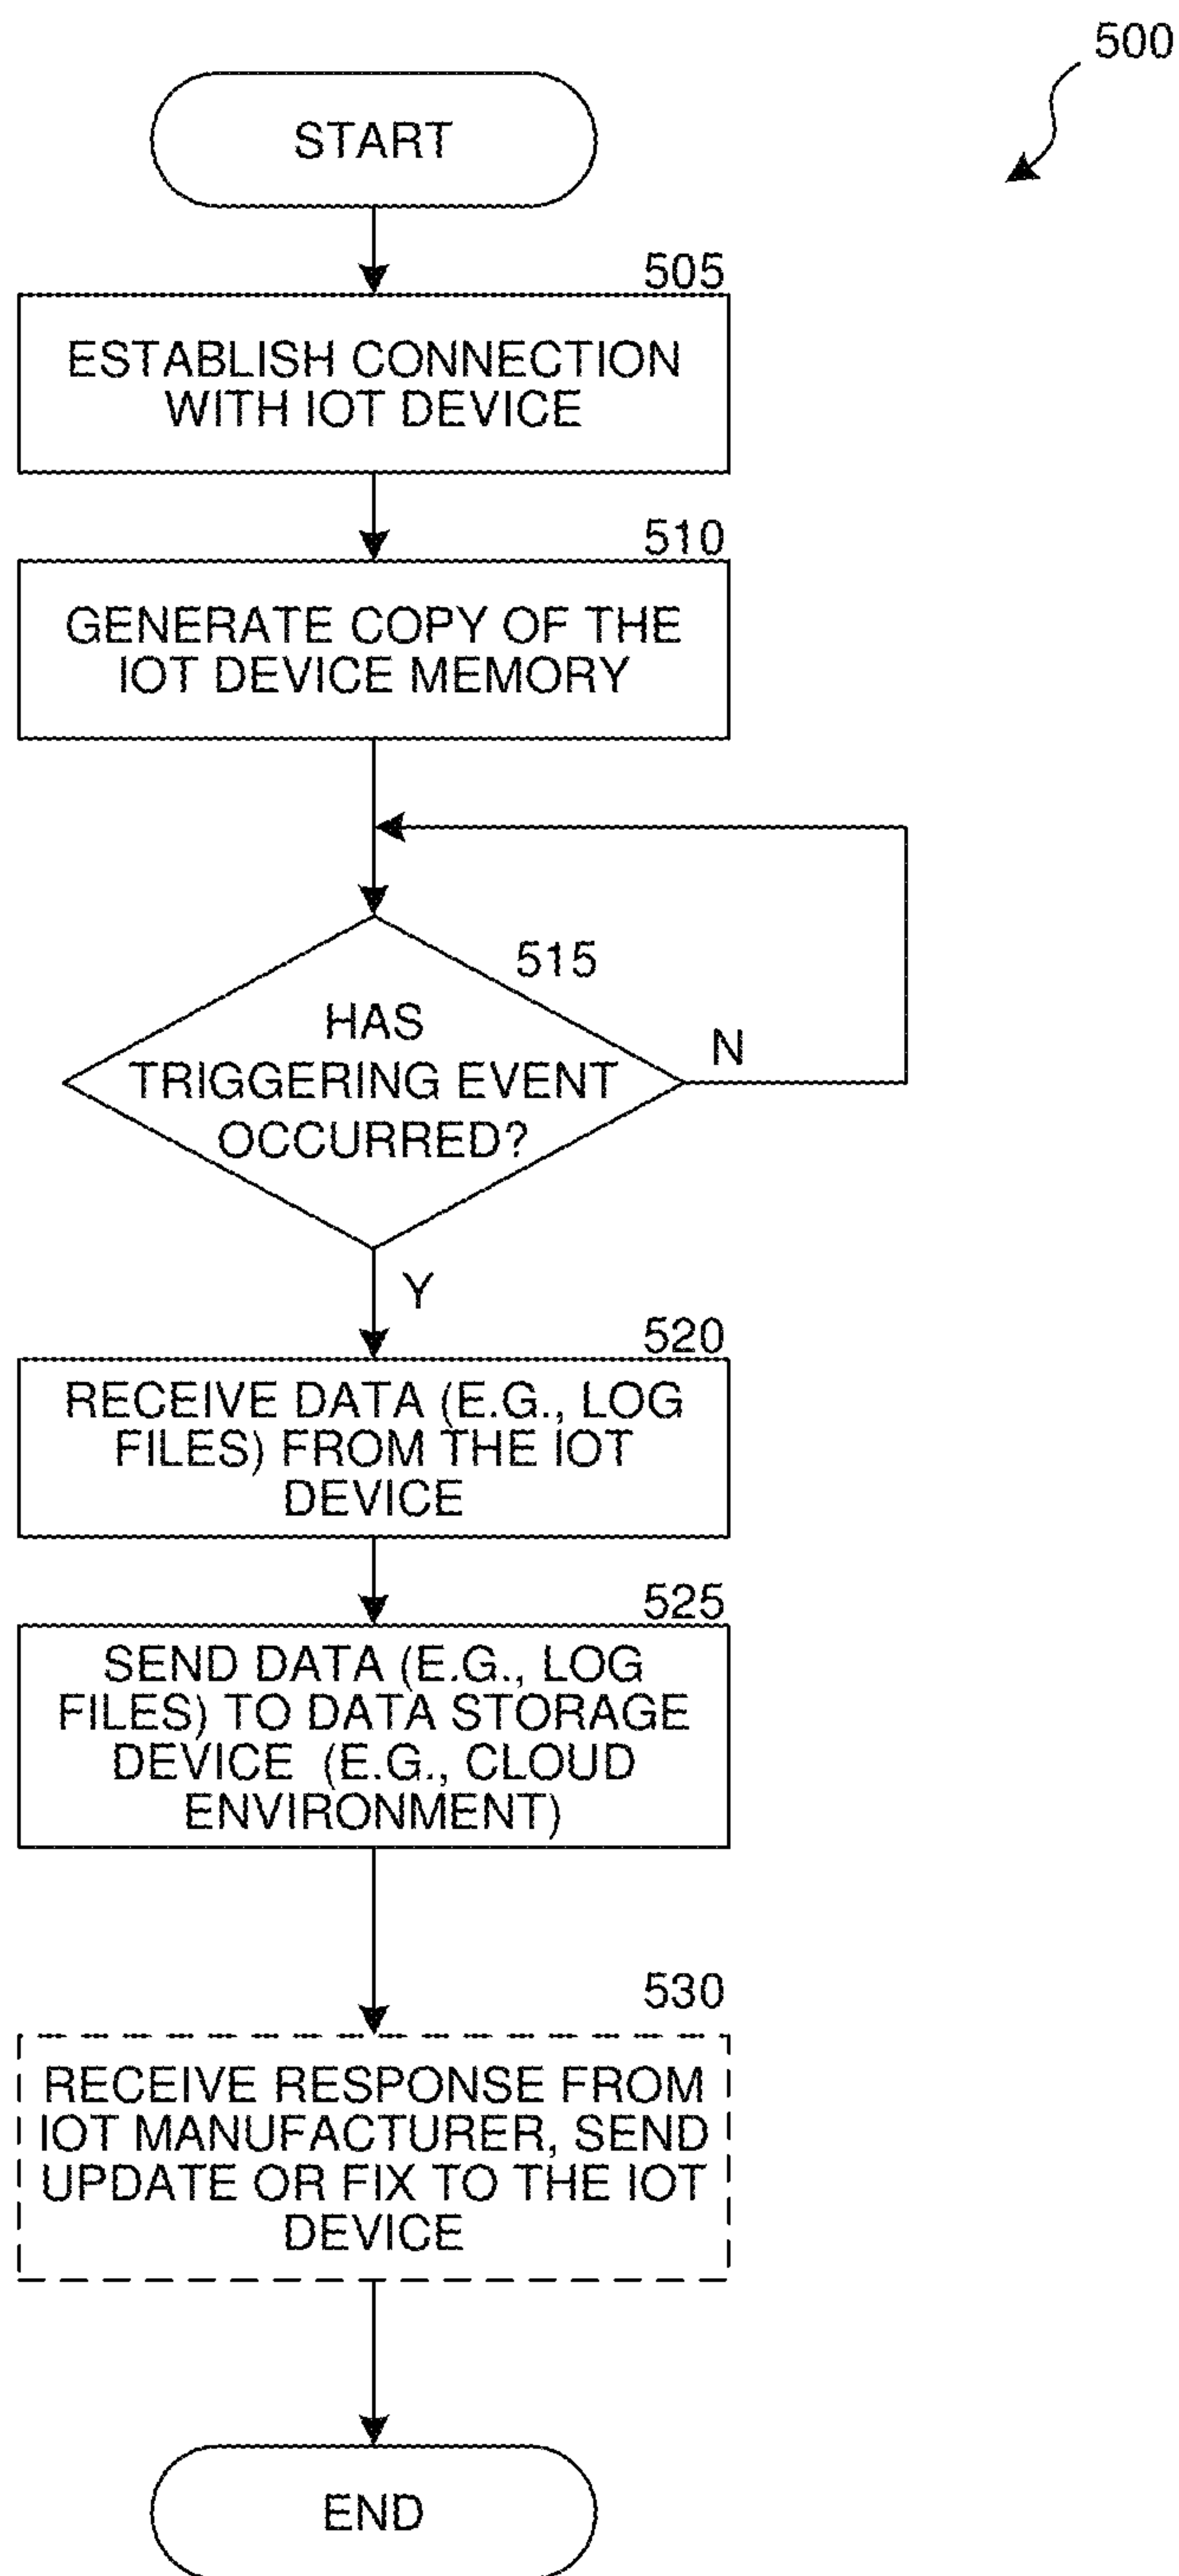 500
START
505
ESTABLISH CONNECTION
WITH IOT DEVICE
510
GENERATE COPY OF THE
IOT DEVICE MEMORY
515
HAS
TRIGGERING EVENT
OCCURRED?
N
Y
520
RECEIVE DATA (E.G., LOG
FILES) FROM THE IOT
DEVICE
525
SEND DATA (E.G., LOG
FILES) TO DATA STORAGE
DEVICE (E.G., CLOUD
ENVIRONMENT)
530
RECEIVE RESPONSE FROM
IOT MANUFACTURER, SEND
UPDATE OR FIX TO THE IOT
DEVICE
END